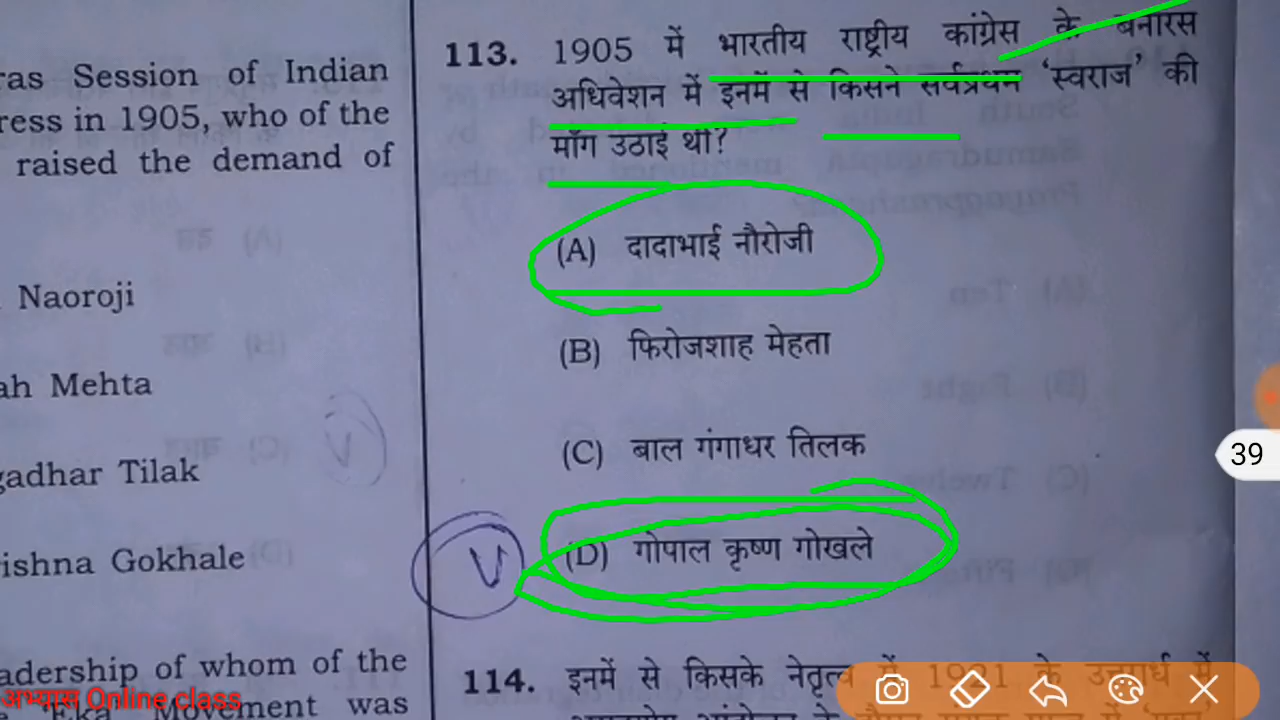 ras Session of Indian
ress in 1905, who of the
raised the demand of
Naoroji
ah Mehta
gadhar Tilak
rishna Gokhale
eadership of whom of the
Movement was
अभ्यास Online class
113. 1905 में भारतीय राष्ट्रीय कांग्रेस के बनारस
अधिवेशन में इनमें से किसने सर्वप्रथम 'स्वराज' की
माँग उठाई थी?
(A) दादाभाई नौरोजी
(B) फिरोजशाह मेहता
(C) बाल गंगाधर तिलक
(D) गोपाल कृष्ण गोखले
114. इनमें से किसके नेतृत्व में 1921 के उत्तरार्ध में
39